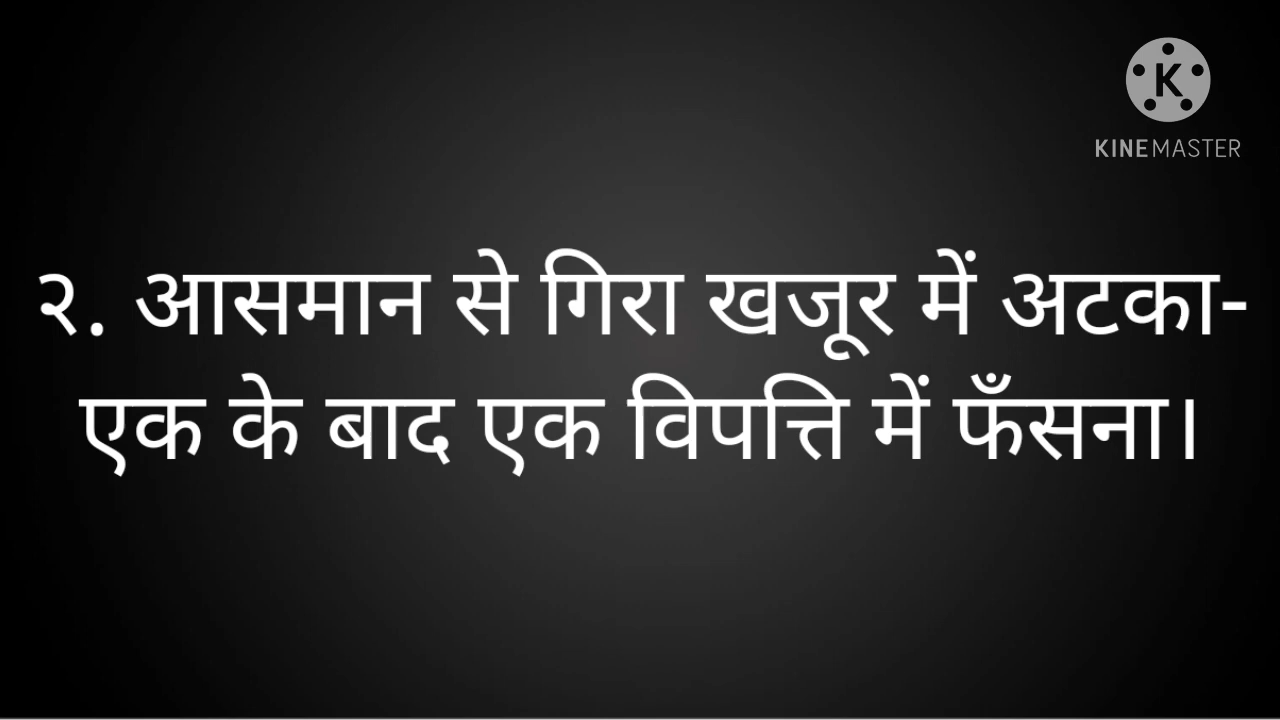 KINEMASTER
२. आसमान से गिरा खजूर में अटका-
एक के बाद एक विपत्ति में फँसना।